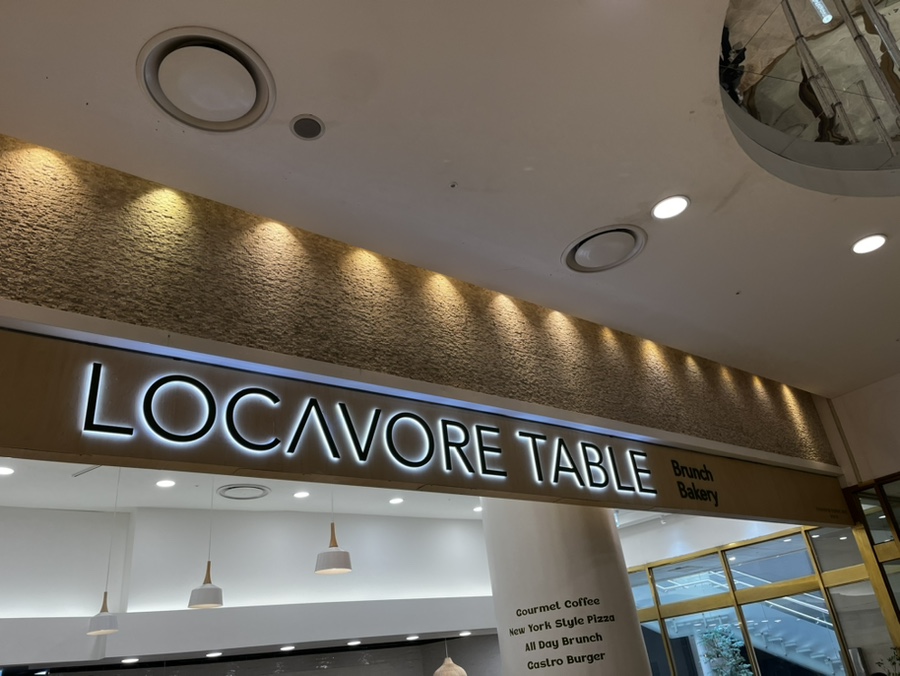 LOCAVORE TABLE
Brunch
Bakery
Gourmet Coffee
New York Style Pizza
All Day Brunch
Castro Burger